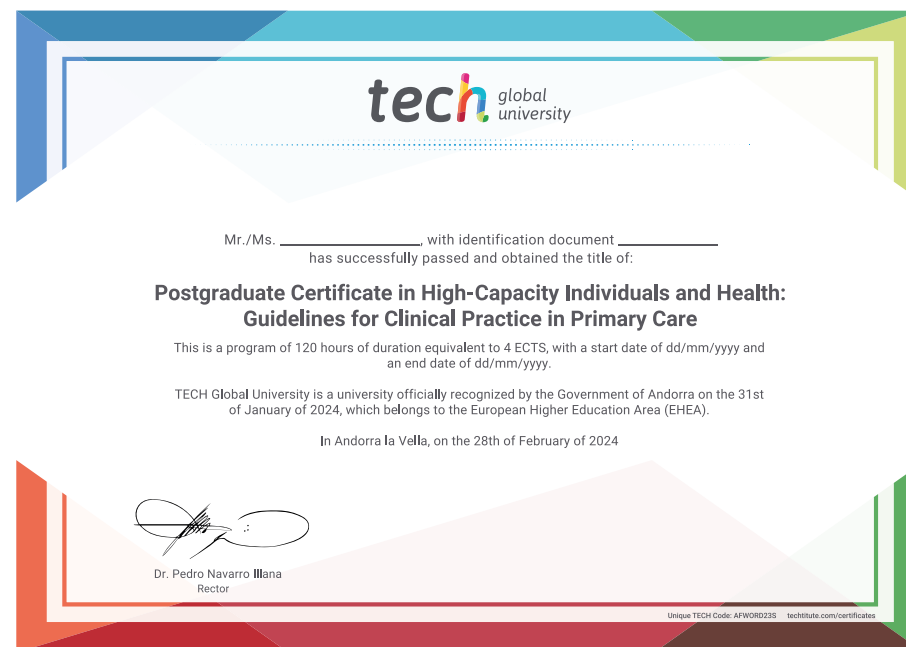 tech global
university
Mr./Ms. ____________, with identification document ____________
has successfully passed and obtained the title of:
Postgraduate Certificate in High-Capacity Individuals and Health:
Guidelines for Clinical Practice in Primary Care
This is a program of 120 hours of duration equivalent to 4 ECTS, with a start date of dd/mm/yyyy and
an end date of dd/mm/yyyy.
TECH Global University is a university officially recognized by the Government of Andorra on the 31st
of January of 2024, which belongs to the European Higher Education Area (EHEA).
In Andorra la Vella, on the 28th of February of 2024
Dr. Pedro Navarro Illana
Rector
Unique TECH Code: AFWORD23S techtitute.com/certificates